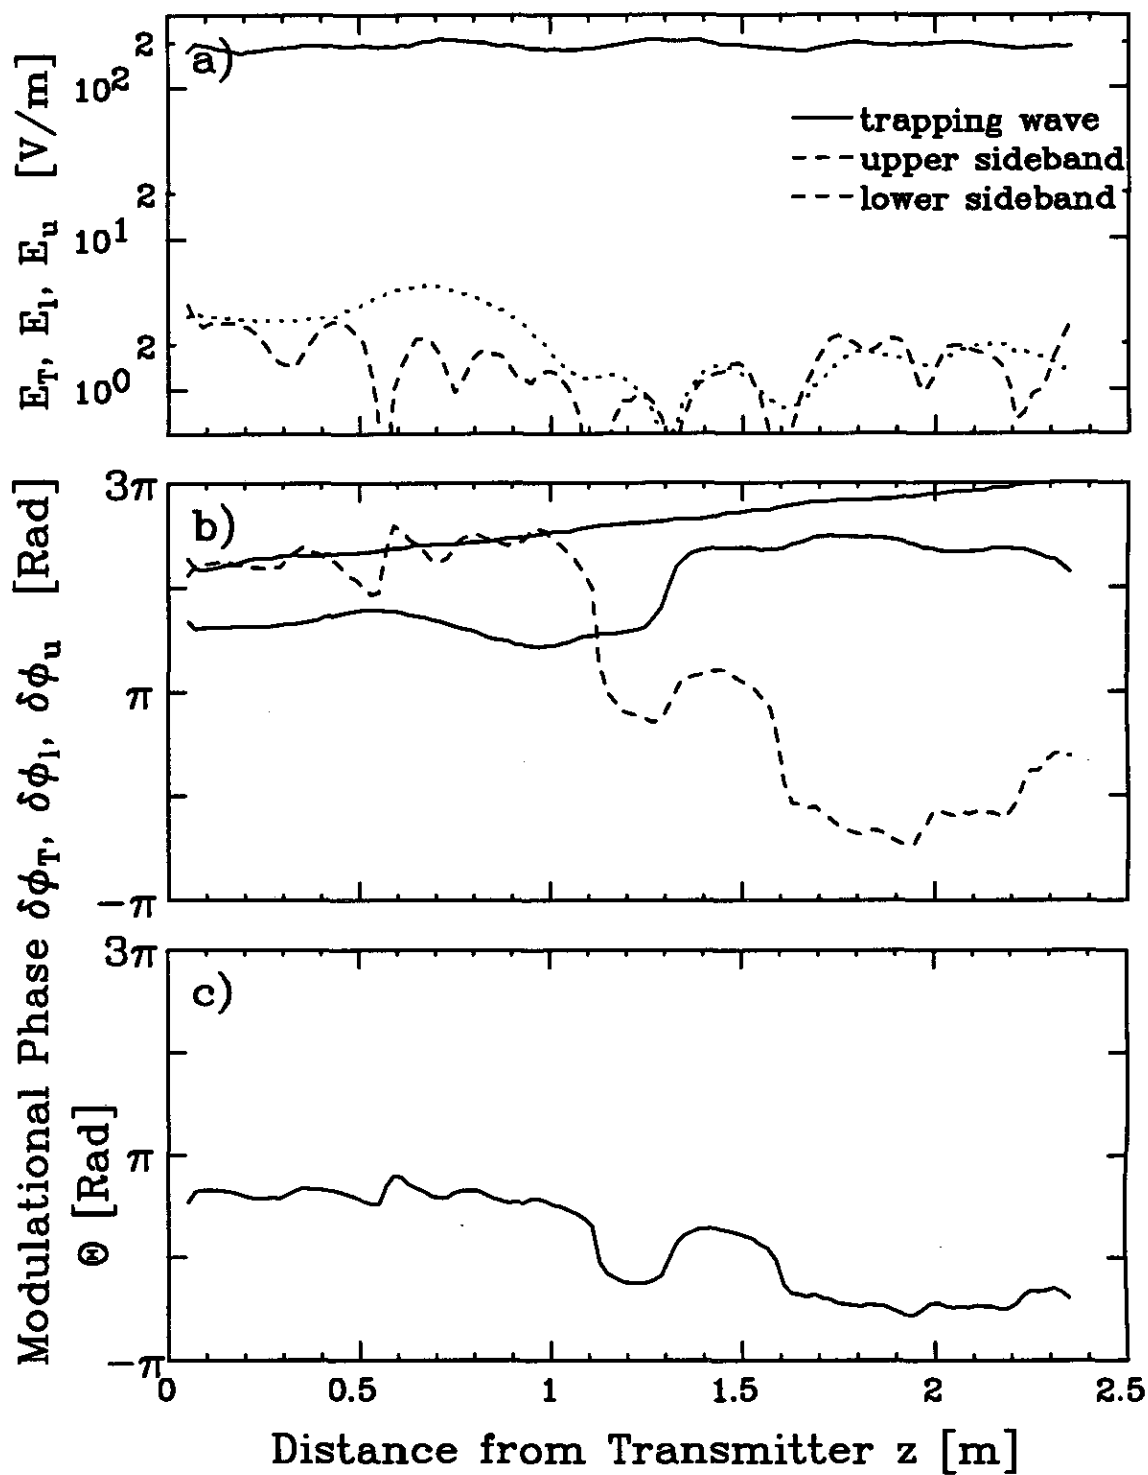 a)
2
10²
2
10¹
2
10⁰
E_T, E_l, E_u [V/m]
trapping wave
upper sideband
lower sideband
b)
3π
π
−π
δϕ_T, δϕ_l, δϕ_u [Rad]
c)
3π
π
−π
Modulational Phase
Θ [Rad]
0 0.5 1 1.5 2 2.5
Distance from Transmitter z [m]